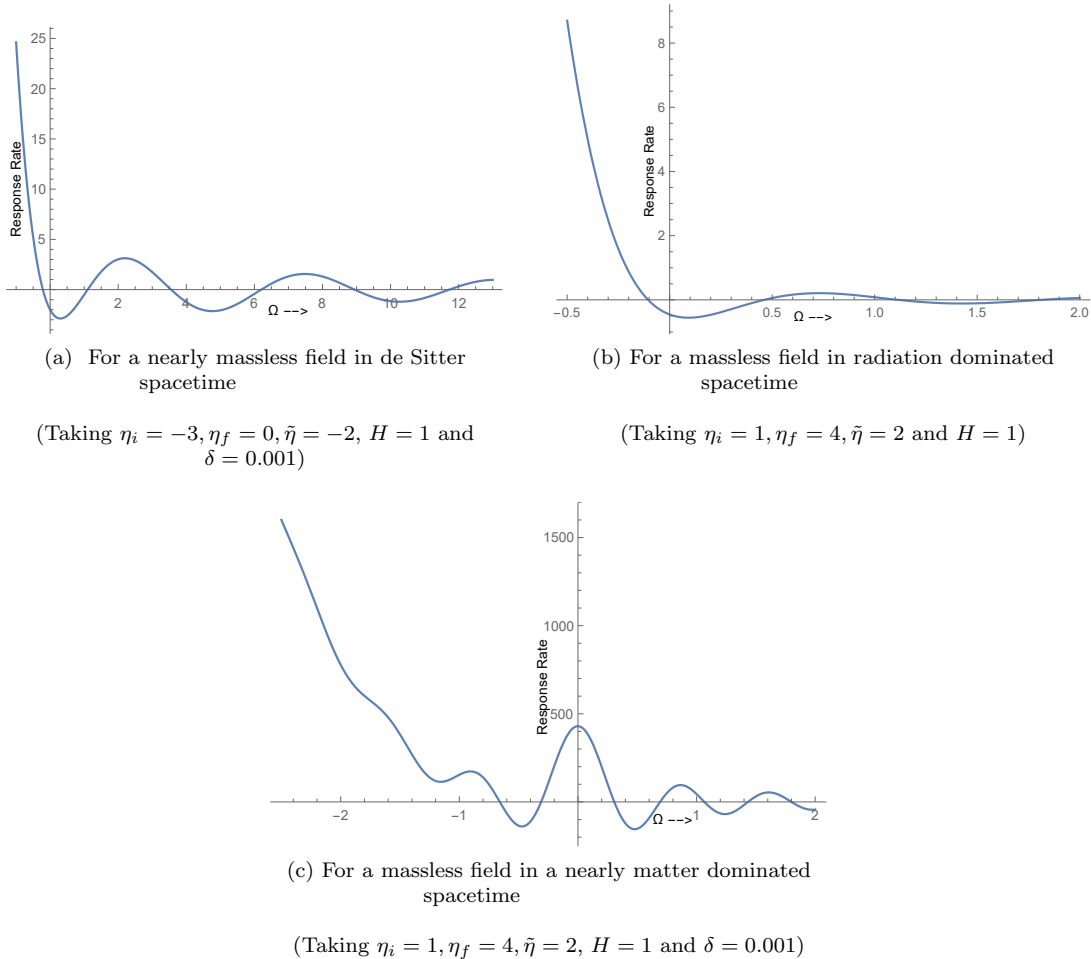 Response Rate
25
20
15
10
5
2
4
6
8
10
12
Ω −−>
(a) For a nearly massless field in de Sitter
spacetime
(Taking η_i = −3, η_f = 0, η̃ = −2, H = 1 and
δ = 0.001)
Response Rate
8
6
4
2
−0.5
0.5
1.0
1.5
2.0
Ω −−>
(b) For a massless field in radiation dominated
spacetime
(Taking η_i = 1, η_f = 4, η̃ = 2 and H = 1)
Response Rate
1500
1000
500
−2
−1
1
2
Ω −−>
(c) For a massless field in a nearly matter dominated
spacetime
(Taking η_i = 1, η_f = 4, η̃ = 2, H = 1 and δ = 0.001)